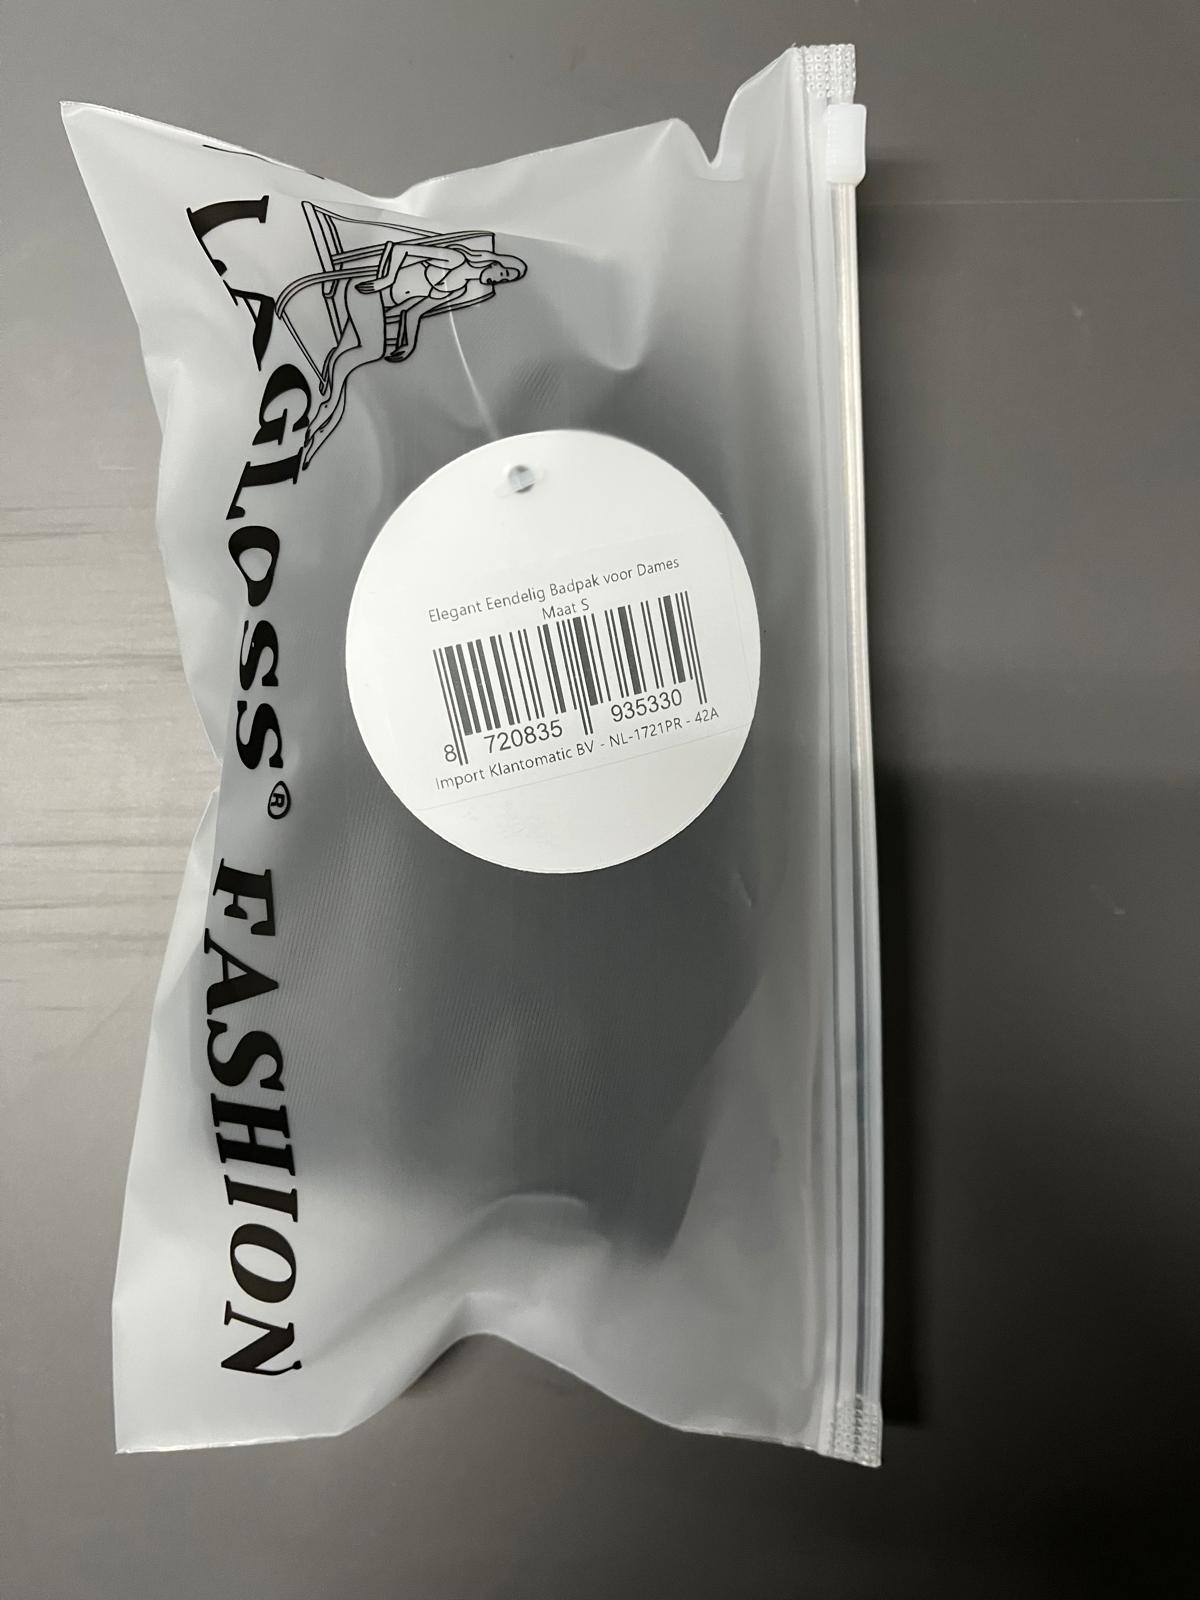 LAGLOSS® FASHION
Elegant Eendelig Badpak voor Dames
Maat S
8 720835 935330
Import Klantomatic BV - NL-1721PR - 42A